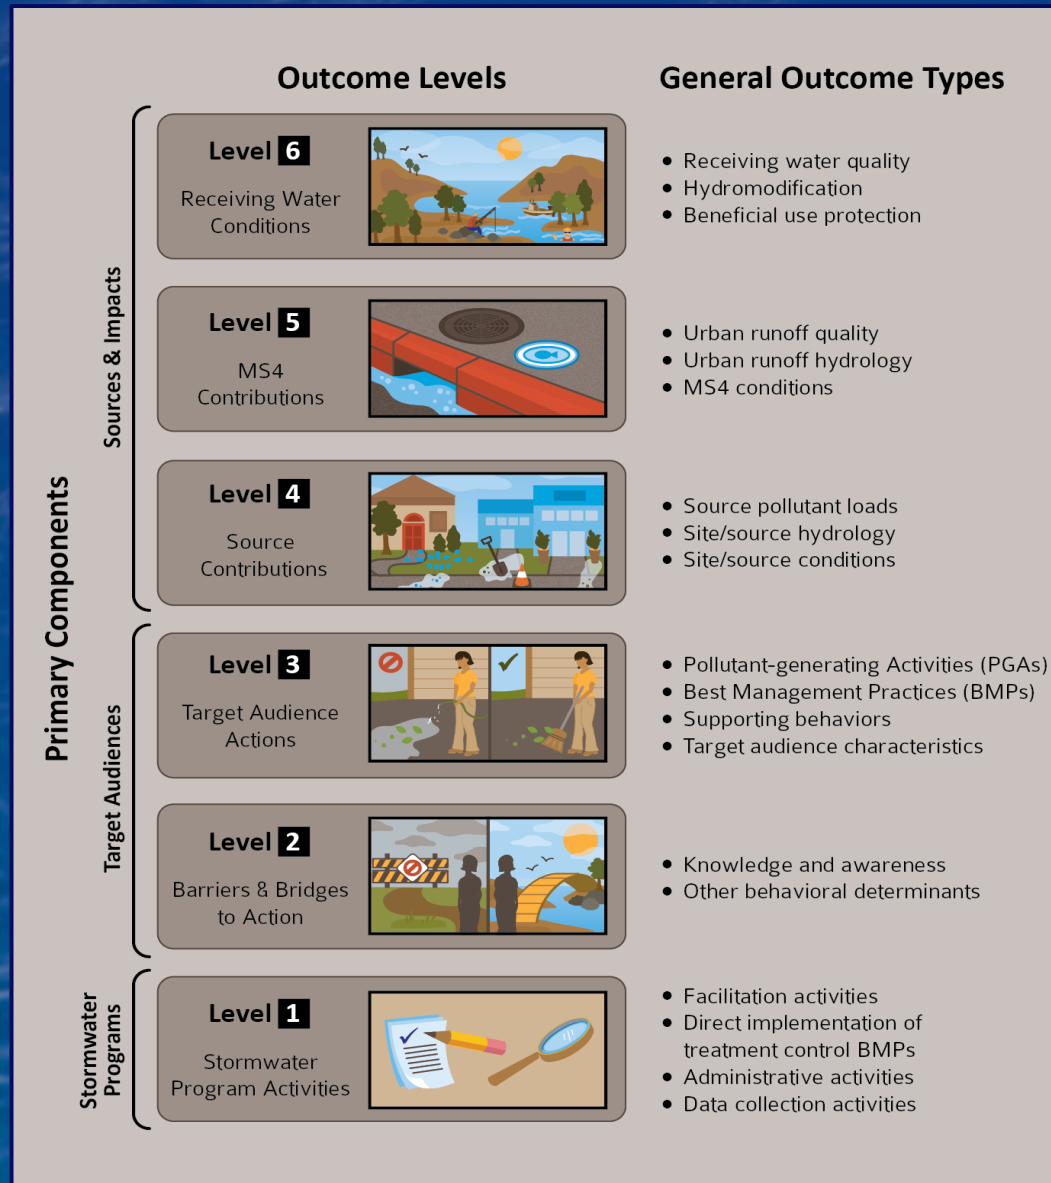 Outcome Levels
General Outcome Types
Primary Components
Sources & Impacts
Level 6
Receiving Water
Conditions
• Receiving water quality
• Hydromodification
• Beneficial use protection
Level 5
MS4
Contributions
• Urban runoff quality
• Urban runoff hydrology
• MS4 conditions
Level 4
Source
Contributions
• Source pollutant loads
• Site/source hydrology
• Site/source conditions
Target Audiences
Level 3
Target Audience
Actions
• Pollutant-generating Activities (PGAs)
• Best Management Practices (BMPs)
• Supporting behaviors
• Target audience characteristics
Level 2
Barriers & Bridges
to Action
• Knowledge and awareness
• Other behavioral determinants
Stormwater
Programs
Level 1
Stormwater
Program Activities
• Facilitation activities
• Direct implementation of
treatment control BMPs
• Administrative activities
• Data collection activities